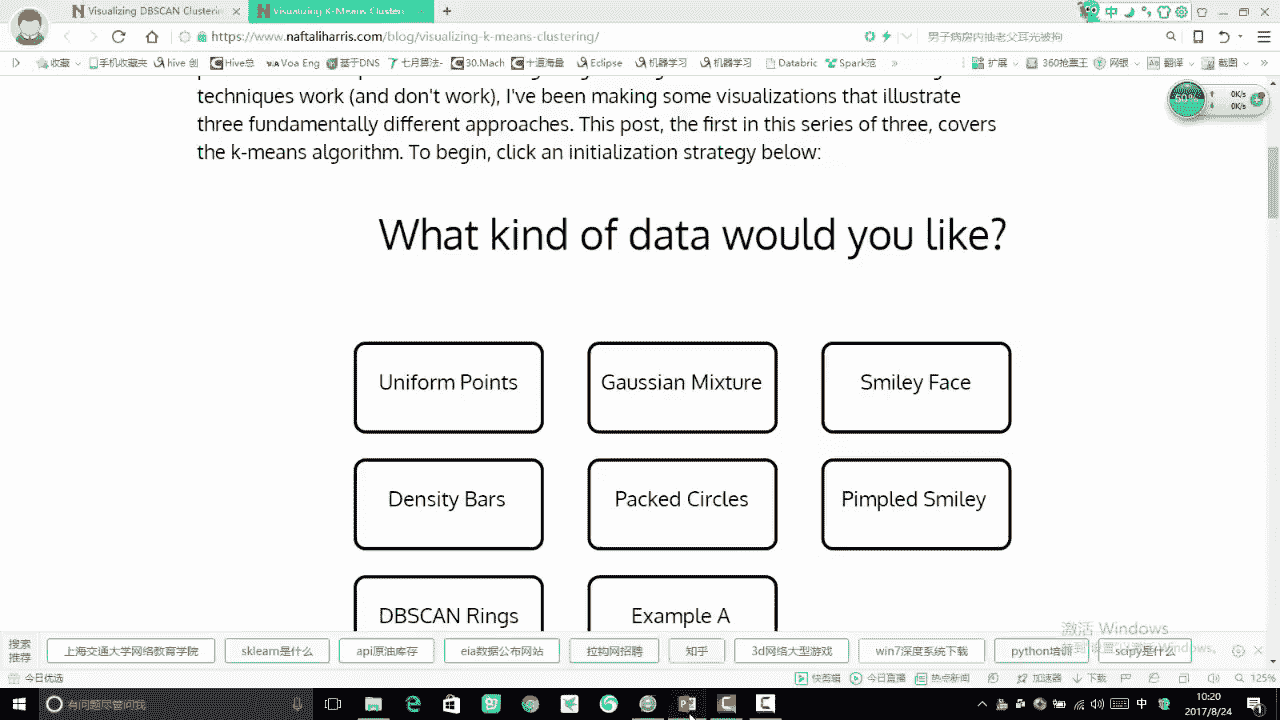 Visualizing DBSCAN Clusterin
Visualizing K-Means Cluster
https://www.naftaliharris.com/blog/visualizing-k-means-clustering/
男子病房内抽老父耳光被拘
收藏 手机收藏夹 hive 创 Hive总 Voa Eng 基于DNS 七月算法- 30.Mach 十道海量 Eclipse 机器学习 机器学习 Databric Spark范 » 扩展 360抢票王 网银 翻译 截图 »
techniques work (and don't work), I've been making some visualizations that illustrate
three fundamentally different approaches. This post, the first in this series of three, covers
the k-means algorithm. To begin, click an initialization strategy below:
0K/s
0K/s
What kind of data would you like?
Uniform Points Gaussian Mixture Smiley Face
Density Bars Packed Circles Pimpled Smiley
DBSCAN Rings Example A
激活 Windows
搜索
推荐
上海交通大学网络教育学院 sklearn是什么 api原油库存 eia数据公布网站 拉构网招聘 知乎 3d网络大型游戏 win7深度系统下载 python培训 scipy是什么
今日优选 快剪辑 今日直播 热点新闻 加速器 下载 125%
有问题尽管问我
中
10:20
2017/8/24